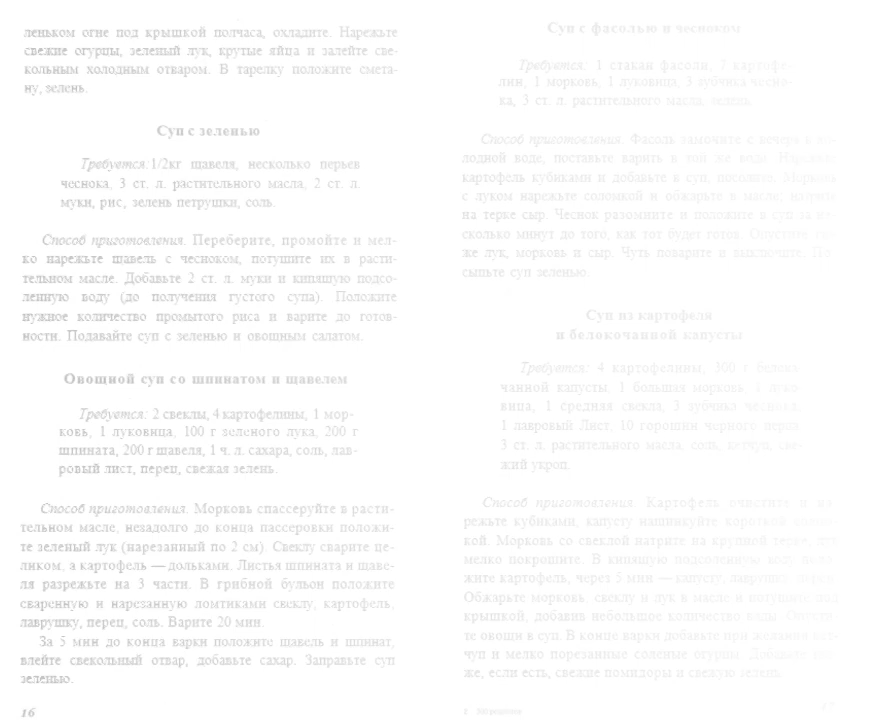 леньком огне под крышкой полчаса, охладите. Нарежьте
свежие огурцы, зеленый лук, крутые яйца и залейте све-
кольным холодным отваром. В тарелку положите смета-
ну, зелень.
Суп с зеленью
Требуется: 1/2кг щавеля, несколько перьев
чеснока, 3 ст. л. растительного масла, 2 ст. л.
муки, рис, зелень петрушки, соль.
Способ приготовления. Переберите, промойте и мел-
ко нарежьте щавель с чесноком, потушите их в расти-
тельном масле. Добавьте 2 ст. л. муки и кипящую подсо-
ленную воду (до получения густого супа). Положите
нужное количество промытого риса и варите до готов-
ности. Подавайте суп с зеленью и овощным салатом.
Овощной суп со шпинатом и щавелем
Требуется: 2 свеклы, 4 картофелины, 1 мор-
ковь, 1 луковица, 100 г зеленого лука, 200 г
шпината, 200 г щавеля, 1 ч. л. сахара, соль, лав-
ровый лист, перец, свежая зелень.
Способ приготовления. Морковь спассеруйте в расти-
тельном масле, незадолго до конца пассеровки положи-
те зеленый лук (нарезанный по 2 см). Свеклу сварите це-
ликом, а картофель — дольками. Листья шпината и щаве-
ля разрежьте на 3 части. В грибной бульон положите
сваренную и нарезанную ломтиками свеклу, картофель,
лаврушку, перец, соль. Варите 20 мин.
За 5 мин до конца варки положите щавель и шпинат,
влейте свекольный отвар, добавьте сахар. Заправьте суп
зеленью.
16
Суп с фасолью и чесноком
Требуется: 1 стакан фасоли, 7 картофе-
лин, 1 морковь, 1 луковица, 3 зубчика чесно-
ка, 3 ст. л. растительного масла, зелень.
Способ приготовления. Фасоль замочите с вечера в хо-
лодной воде, поставьте варить в той же воде. Нарежьте
картофель кубиками и добавьте в суп, посолите. Морковь
с луком нарежьте соломкой и обжарьте в масле, натрите
на терке сыр. Чеснок разомните и положите в суп за не-
сколько минут до того, как тот будет готов. Опустите
же лук, морковь и сыр. Чуть поварите и выключите. По-
сыпьте суп зеленью.
Суп из картофеля
и белокочанной капусты
Требуется: 4 картофелины, 300 г белоко-
чанной капусты, 1 большая морковь, 1 луко-
вица, 1 средняя свекла, 3 зубчика чеснока,
1 лавровый Лист, 10 горошин черного перца,
3 ст. л. растительного масла, соль, кетчуп, све-
жий укроп.
Способ приготовления. Картофель очистите и на-
режьте кубиками, капусту нашинкуйте короткой солом-
кой. Морковь со свеклой натрите на крупной терке, лук
мелко покрошите. В кипящую подсоленную воду поло-
жите картофель, через 5 мин — капусту, лаврушку, перец.
Обжарьте морковь, свеклу и лук в масле и потушите под
крышкой, добавив небольшое количество воды. Опусти-
те овощи в суп. В конце варки добавьте при желании кет-
чуп и мелко порезанные соленые огурцы. Добавьте
же, если есть, свежие помидоры и свежую зелень.
17